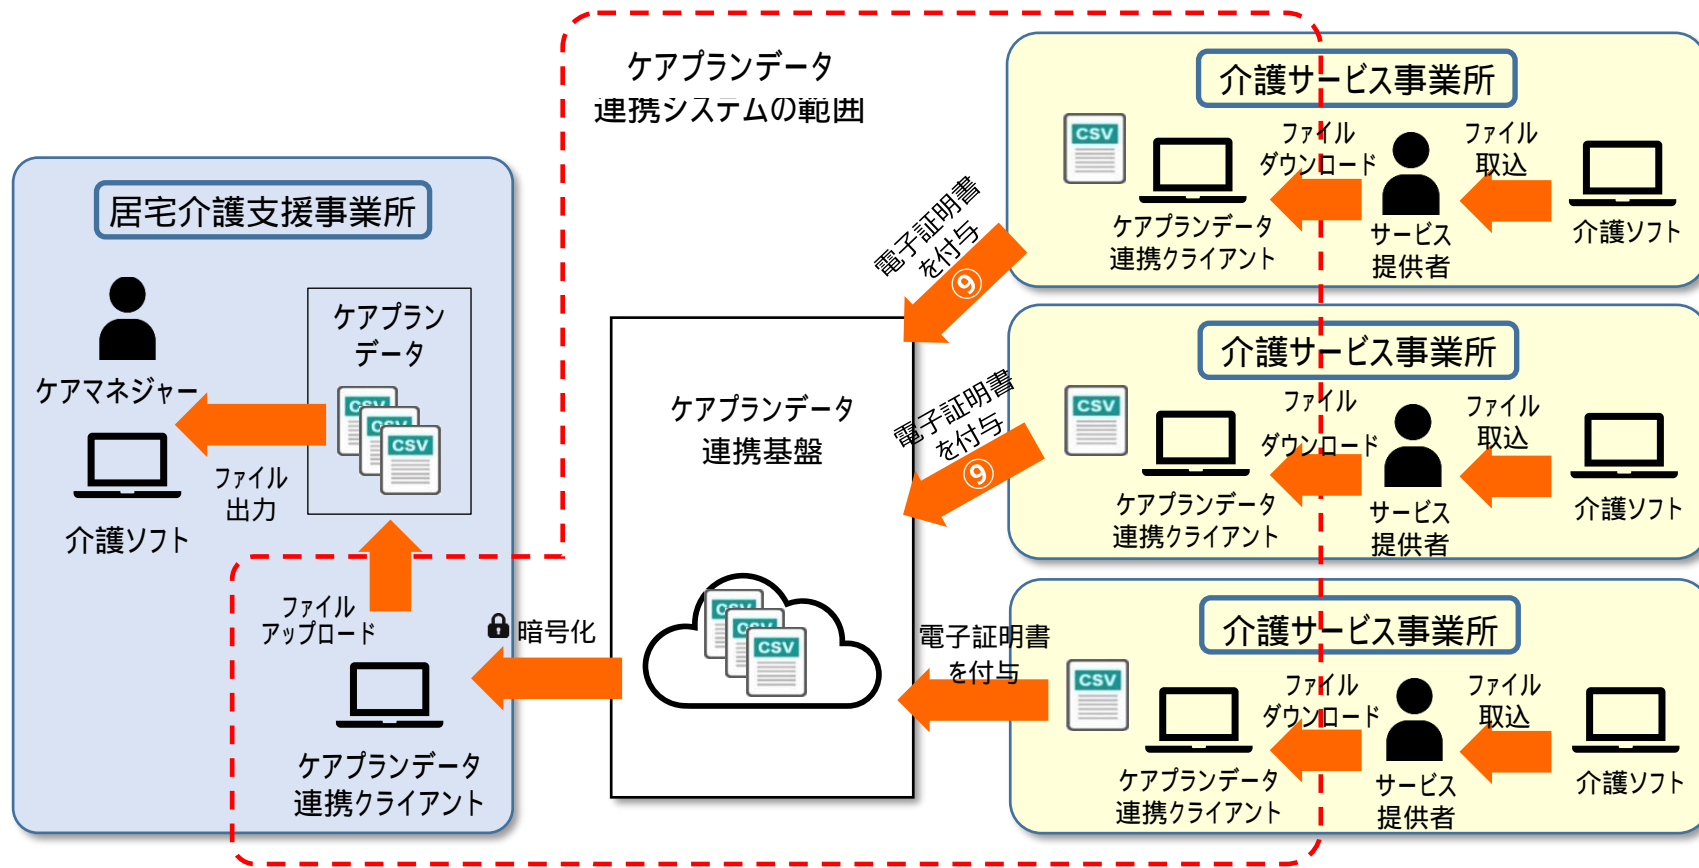 ケアプランデータ
連携システムの範囲
居宅介護支援事業所
ケアマネジャー
介護ソフト
ケアプラン
データ
CSV
CSV
CSV
ファイル
出力
ファイル
アップロード
ケアプランデータ
連携クライアント
暗号化
ケアプランデータ
連携基盤
CSV
CSV
CSV
電子証明書
を付与
⑨
電子証明書
を付与
⑨
電子証明書
を付与
介護サービス事業所
CSV
ケアプランデータ
連携クライアント
ファイル
ダウンロード
サービス
提供者
ファイル
取込
介護ソフト
介護サービス事業所
CSV
ケアプランデータ
連携クライアント
ファイル
ダウンロード
サービス
提供者
ファイル
取込
介護ソフト
介護サービス事業所
CSV
ケアプランデータ
連携クライアント
ファイル
ダウンロード
サービス
提供者
ファイル
取込
介護ソフト